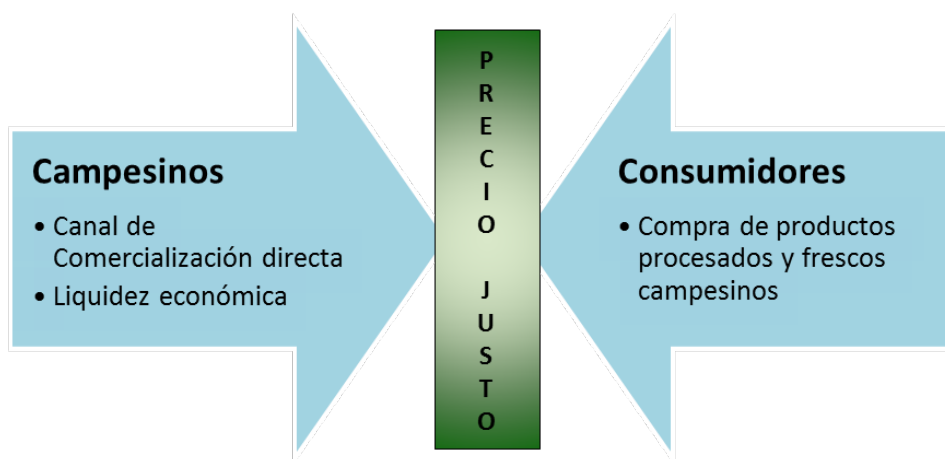 Campesinos
• Canal de
Comercialización directa
• Liquidez económica
P
R
E
C
I
O
J
U
S
T
O
Consumidores
• Compra de productos
procesados y frescos
campesinos